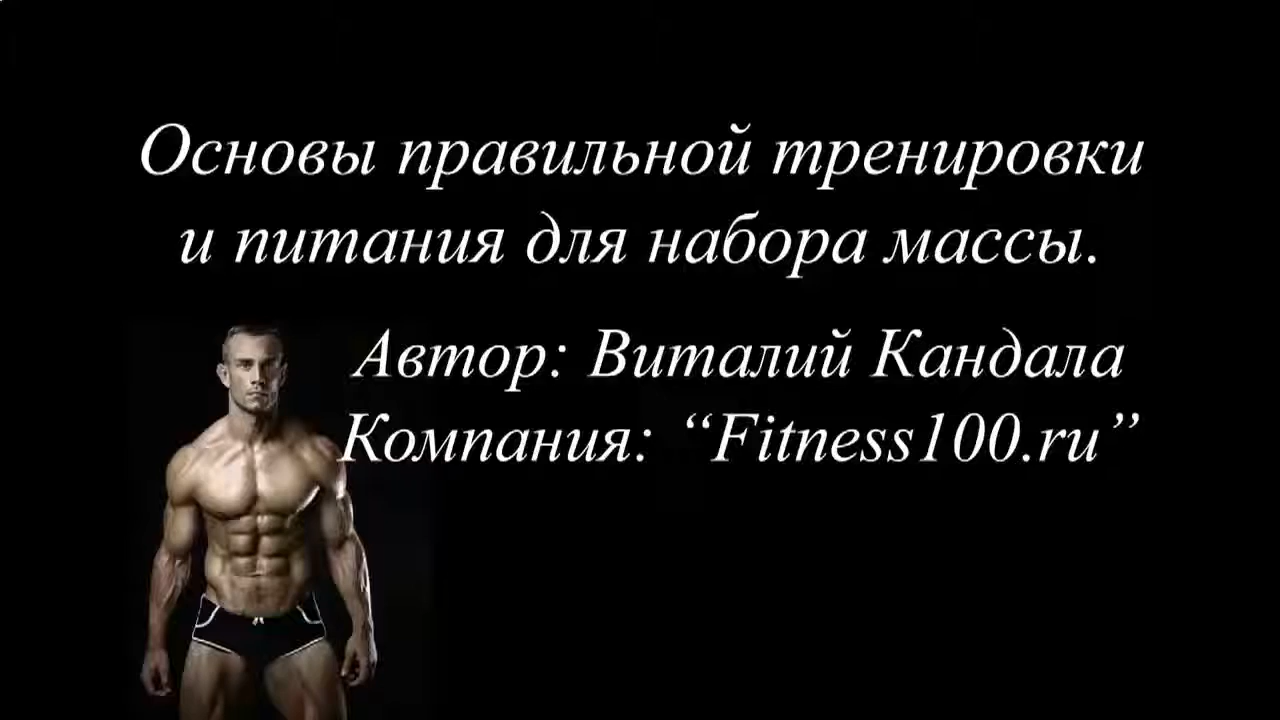 Основы правильной тренировки
и питания для набора массы.
Автор: Виталий Кандала
Компания: “Fitness100.ru”